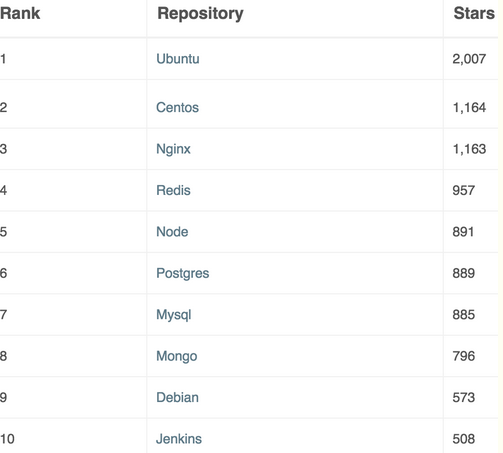 Rank Repository Stars
1 Ubuntu 2,007
2 Centos 1,164
3 Nginx 1,163
4 Redis 957
5 Node 891
6 Postgres 889
7 Mysql 885
8 Mongo 796
9 Debian 573
10 Jenkins 508